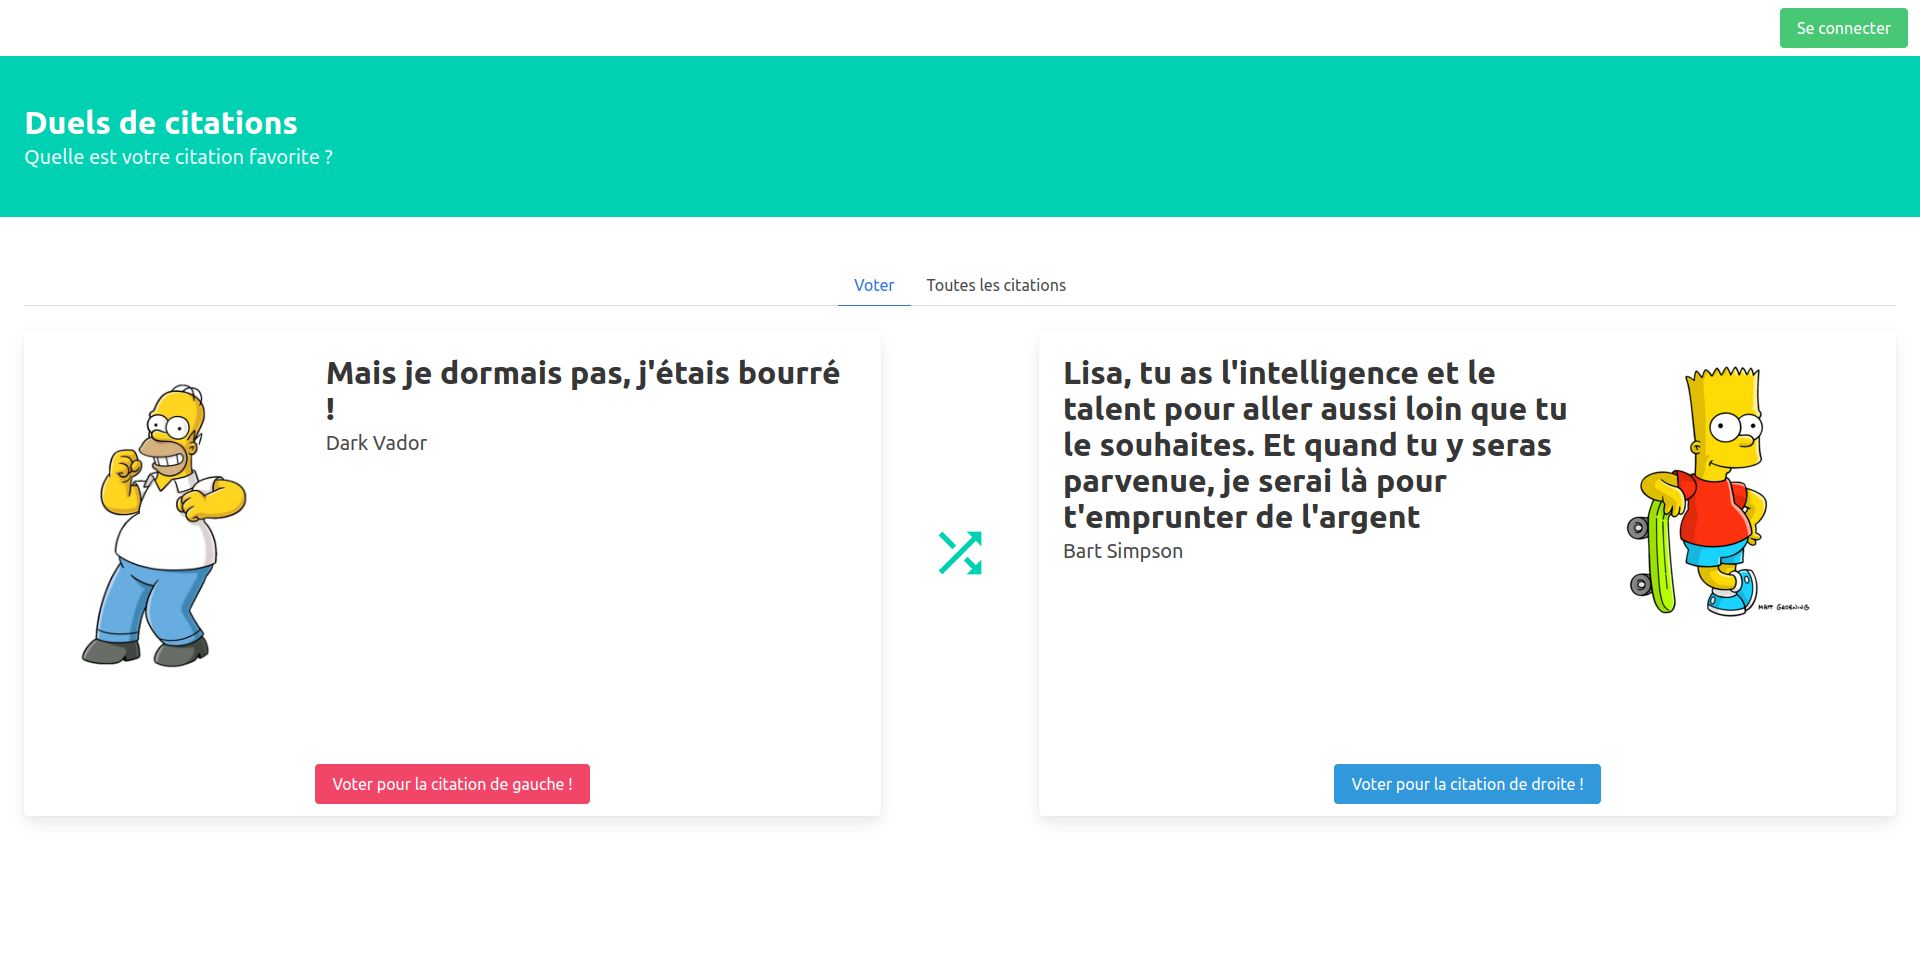 Se connecter
Duels de citations
Quelle est votre citation favorite ?
Voter
Toutes les citations
Mais je dormais pas, j'étais bourré
!
Dark Vador
Lisa, tu as l'intelligence et le
talent pour aller aussi loin que tu
le souhaites. Et quand tu y seras
parvenue, je serai là pour
t'emprunter de l'argent
Bart Simpson
MATT GROENING
Voter pour la citation de gauche !
Voter pour la citation de droite !